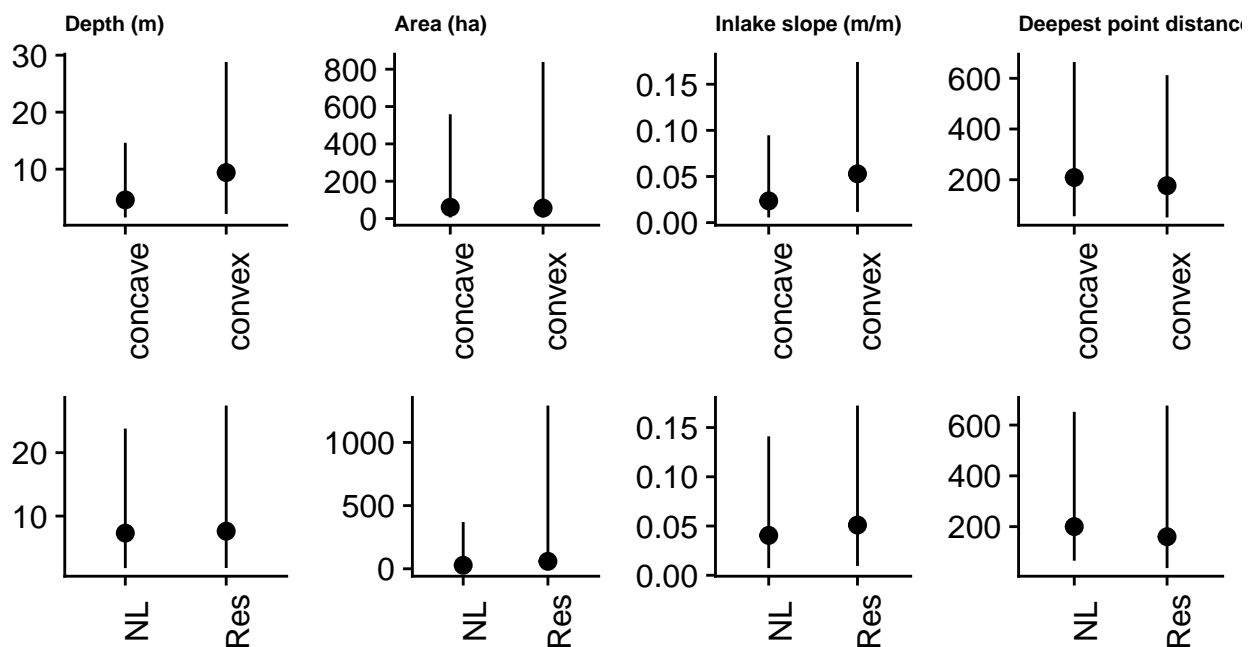 Depth (m)
Area (ha)
Inlake slope (m/m)
Deepest point distance
30
20
10
concave
convex
800
600
400
200
0
concave
convex
0.15
0.10
0.05
0.00
concave
convex
600
400
200
concave
convex
20
10
NL
Res
1000
500
0
NL
Res
0.15
0.10
0.05
0.00
NL
Res
600
400
200
NL
Res